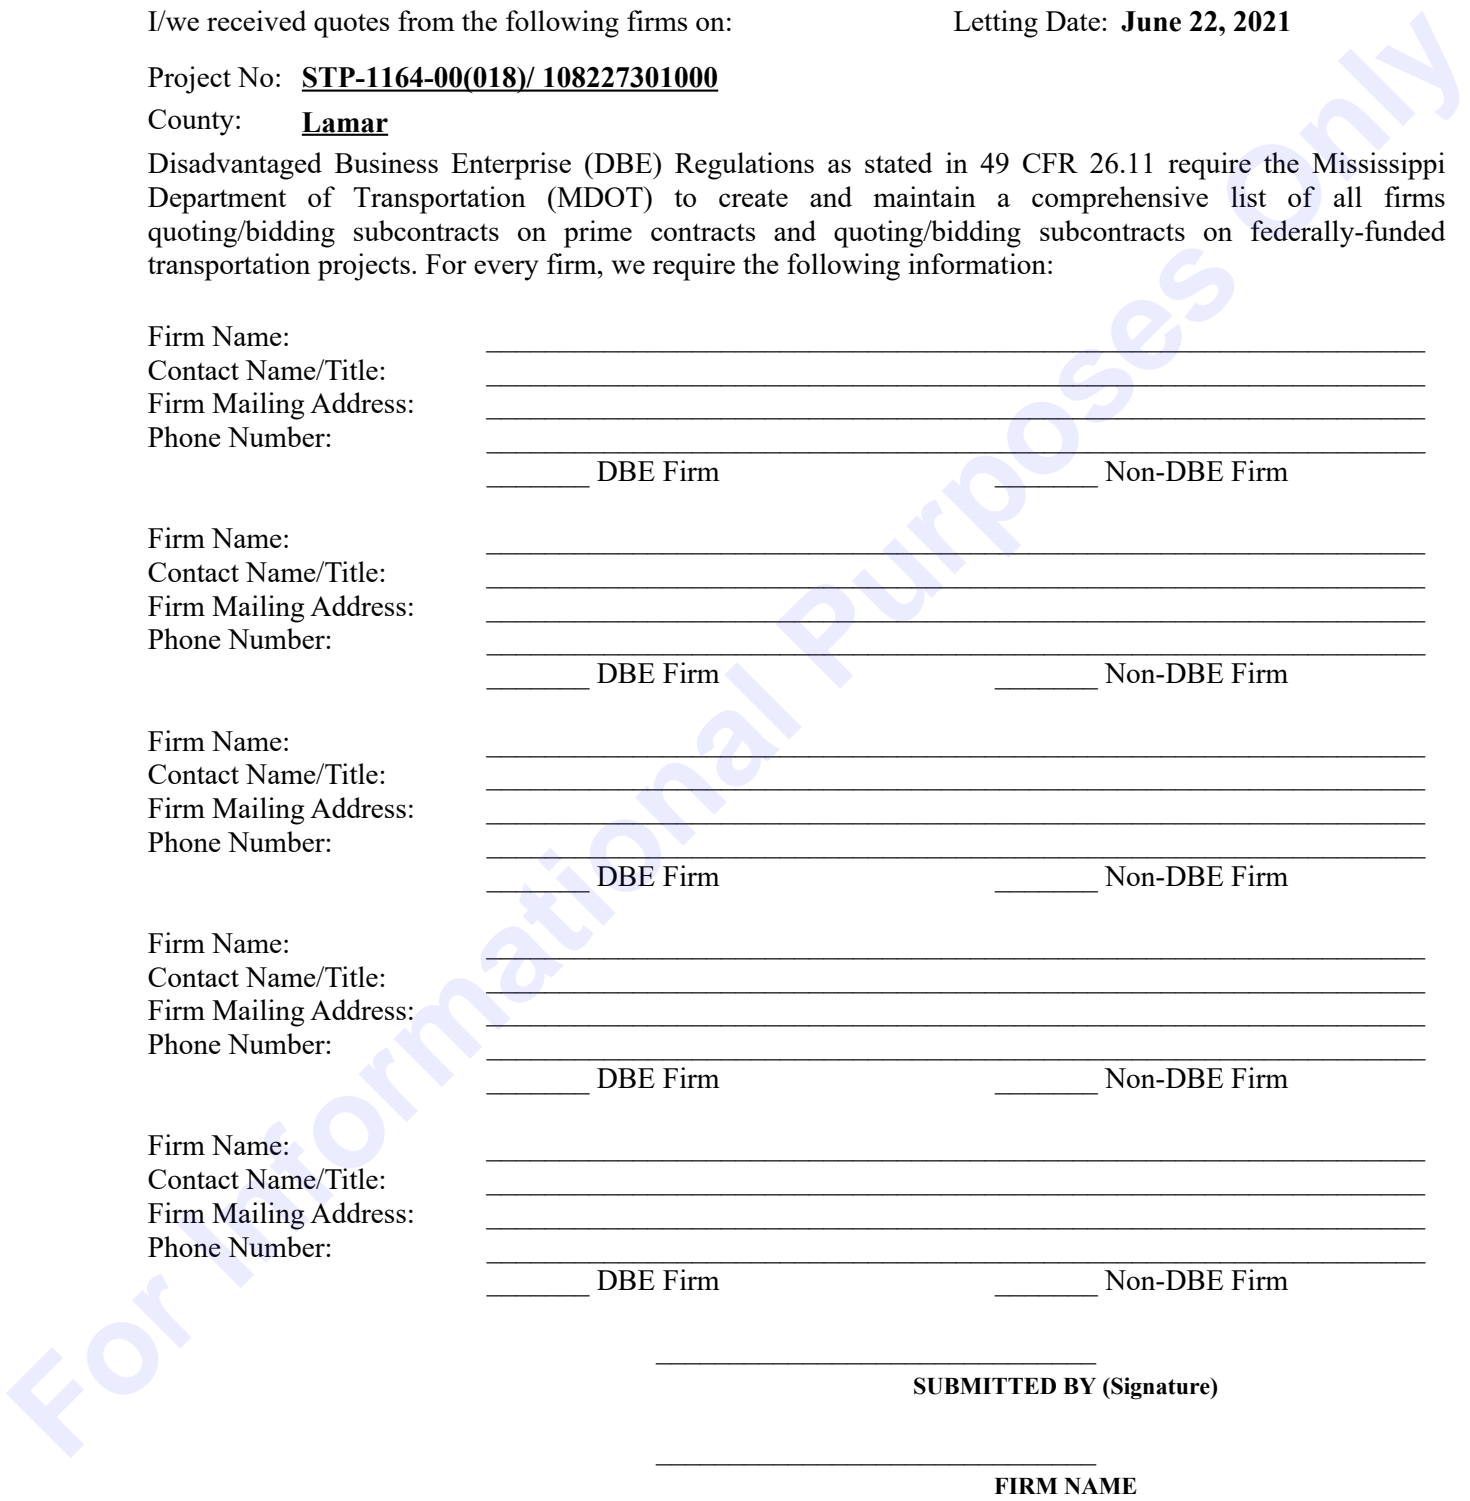 I/we received quotes from the following firms on: Letting Date: June 22, 2021
Project No: STP-1164-00(018)/ 108227301000
County: Lamar
Disadvantaged Business Enterprise (DBE) Regulations as stated in 49 CFR 26.11 require the Mississippi
Department of Transportation (MDOT) to create and maintain a comprehensive list of all firms
quoting/bidding subcontracts on prime contracts and quoting/bidding subcontracts on federally-funded
transportation projects. For every firm, we require the following information:
Firm Name:
Contact Name/Title:
Firm Mailing Address:
Phone Number:
DBE Firm Non-DBE Firm
Firm Name:
Contact Name/Title:
Firm Mailing Address:
Phone Number:
DBE Firm Non-DBE Firm
Firm Name:
Contact Name/Title:
Firm Mailing Address:
Phone Number:
DBE Firm Non-DBE Firm
Firm Name:
Contact Name/Title:
Firm Mailing Address:
Phone Number:
DBE Firm Non-DBE Firm
Firm Name:
Contact Name/Title:
Firm Mailing Address:
Phone Number:
DBE Firm Non-DBE Firm
SUBMITTED BY (Signature)
FIRM NAME
For Informational Purposes Only